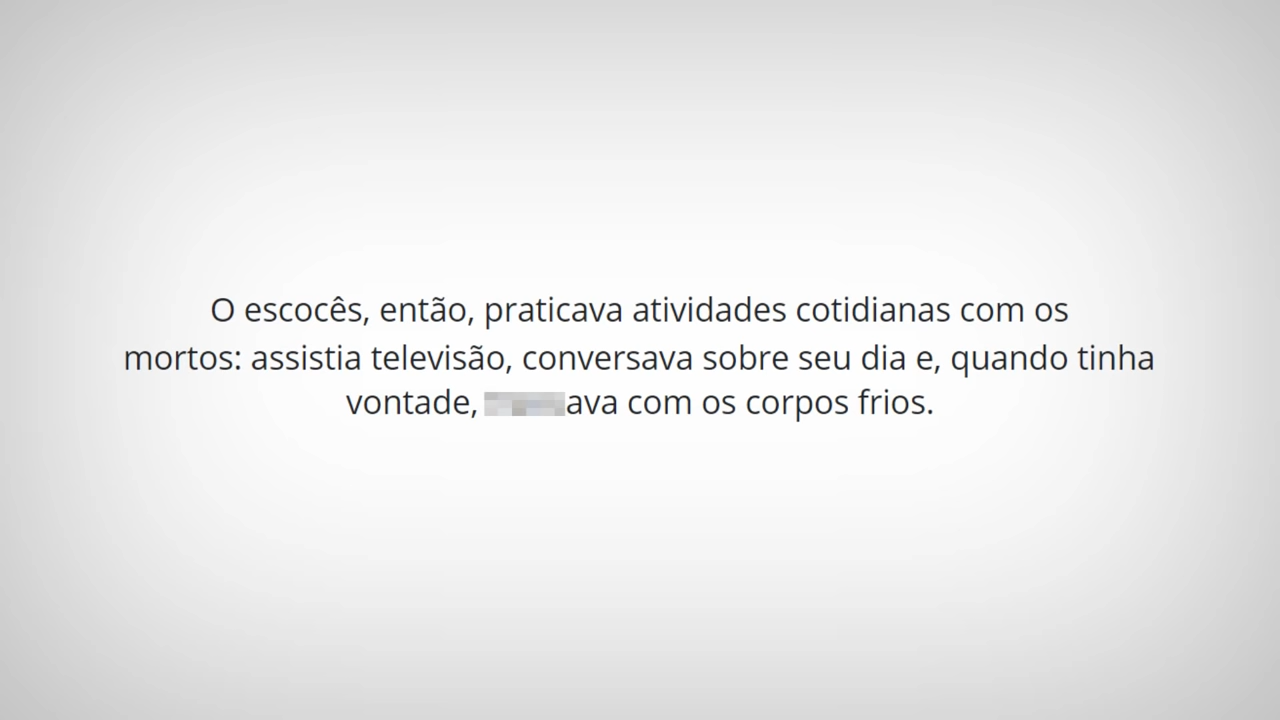 O escocês, então, praticava atividades cotidianas com os
mortos: assistia televisão, conversava sobre seu dia e, quando tinha
vontade, com os corpos frios.